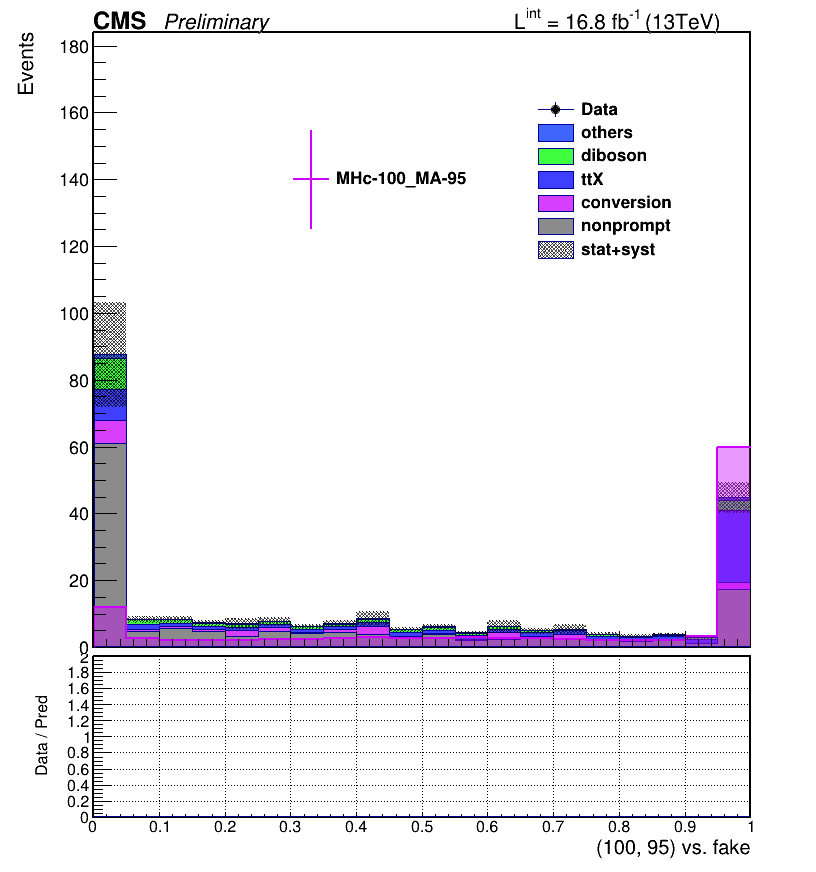 CMS Preliminary L^int = 16.8 fb^-1 (13TeV)
Events
180
160
140
120
100
80
60
40
20
0
MHc-100_MA-95
Data
others
diboson
ttX
conversion
nonprompt
stat+syst
Data / Pred
2
1.8
1.6
1.4
1.2
1
0.8
0.6
0.4
0.2
0
0 0.1 0.2 0.3 0.4 0.5 0.6 0.7 0.8 0.9 1
(100, 95) vs. fake